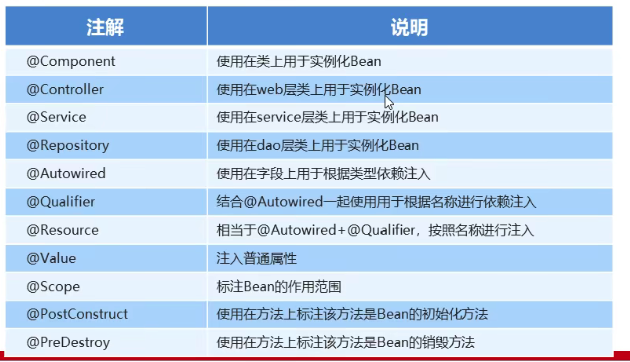 注解 说明
@Component 使用在类上用于实例化Bean
@Controller 使用在web层类上用于实例化Bean
@Service 使用在service层类上用于实例化Bean
@Repository 使用在dao层类上用于实例化Bean
@Autowired 使用在字段上用于根据类型依赖注入
@Qualifier 结合@Autowired一起使用用于根据名称进行依赖注入
@Resource 相当于@Autowired+@Qualifier，按照名称进行注入
@Value 注入普通属性
@Scope 标注Bean的作用范围
@PostConstruct 使用在方法上标注该方法是Bean的初始化方法
@PreDestroy 使用在方法上标注该方法是Bean的销毁方法